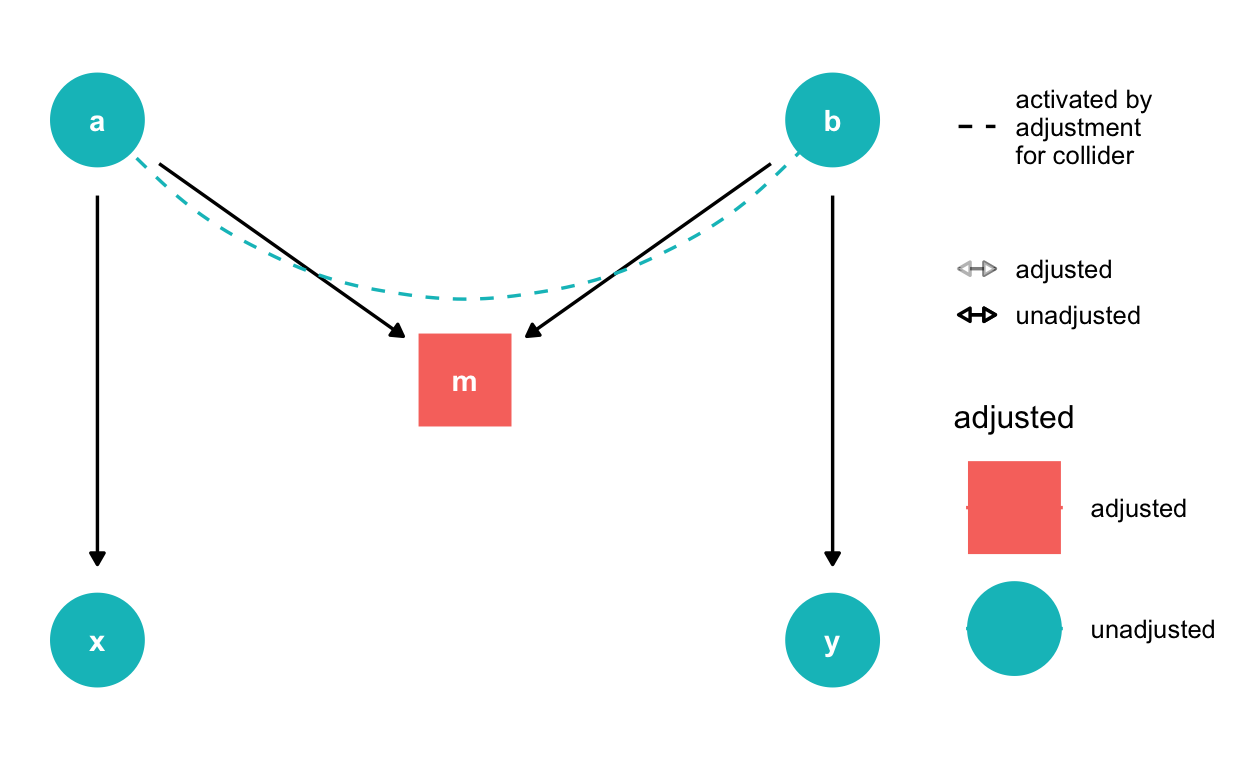 a
b
m
x
y
activated by
adjustment
for collider
adjusted
unadjusted
adjusted
adjusted
unadjusted